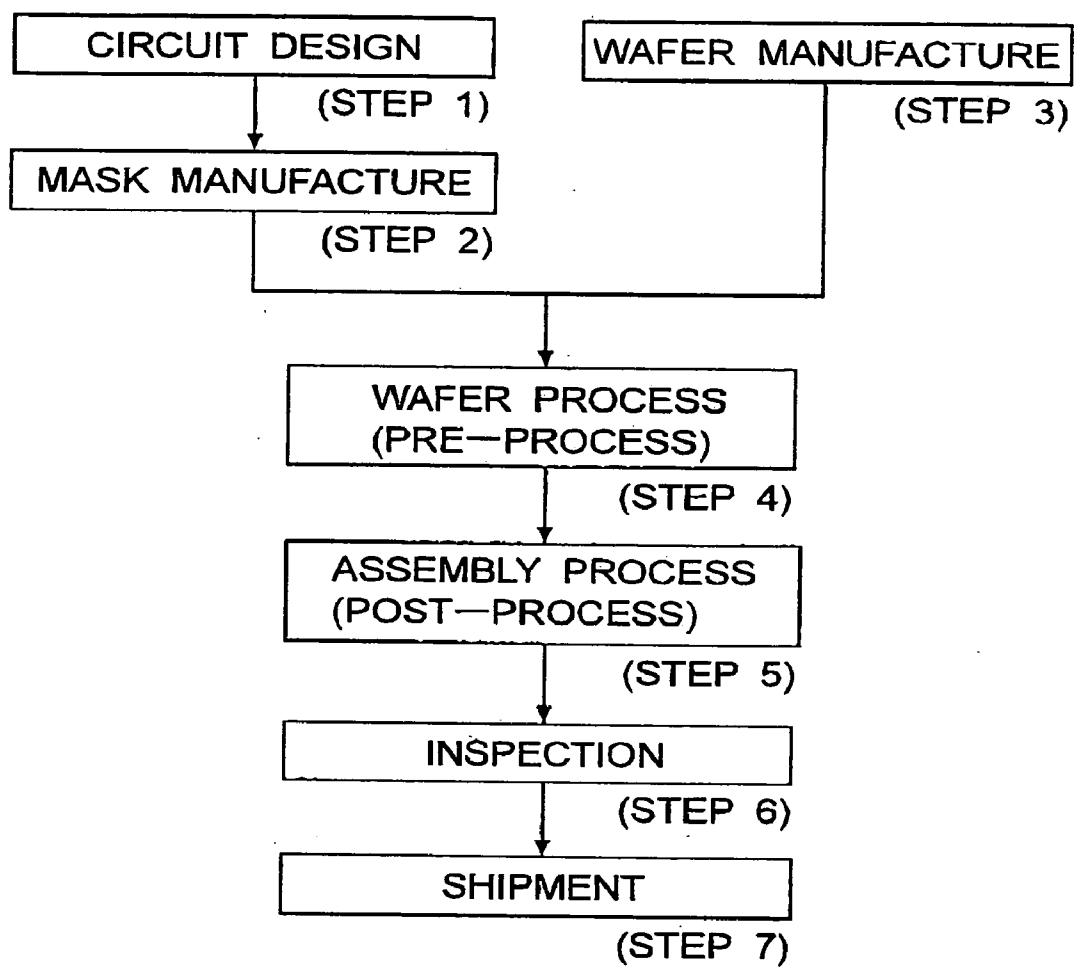 CIRCUIT DESIGN
(STEP 1)
MASK MANUFACTURE
(STEP 2)
WAFER MANUFACTURE
(STEP 3)
WAFER PROCESS
(PRE—PROCESS)
(STEP 4)
ASSEMBLY PROCESS
(POST—PROCESS)
(STEP 5)
INSPECTION
(STEP 6)
SHIPMENT
(STEP 7)